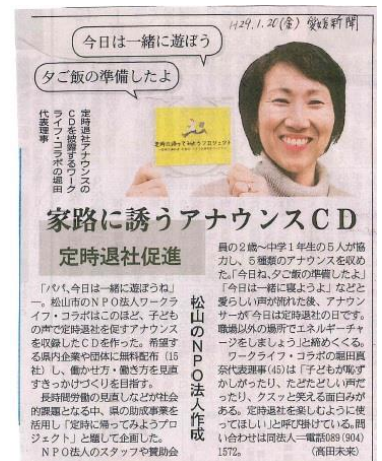 H29.1.20(金) 愛媛新聞
今日は一緒に遊ぼう
夕ご飯の準備したよ
定時退社アナウンスの
CDを披露するワーク
ライフ・コラボの堀田
代表理事
定時に帰ってみようプロジェクト
家路に誘うアナウンスCD
定時退社促進
松山のNPO法人作成
「パパ、今日は一緒に遊ぼうね」
―。松山市のNPO法人ワークラ
イフ・コラボはこのほど、子ども
の声で定時退社を促すアナウンス
を収録したCDを作った。希望す
る県内企業や団体に無料配布(15
社)し、働かせ方・働き方を見直
すきっかけづくりを目指す。
長時間労働の見直しなどが社会
的課題となる中、県の助成事業を
活用し「定時に帰ってみようプロ
ジェクト」と題して企画した。
NPO法人のスタッフや賛助会
員の2歳〜中学1年生の5人が協
力し、5種類のアナウンスを収め
た。「今日ね、夕ご飯の準備したよ」
「今日は一緒に寝ようよ」などと
愛らしい声が流れた後、アナウン
サーが「今日は定時退社の日です。
職場以外の場所でエネルギーチャ
ージをしましょう」と締めくくる。
ワークライフ・コラボの堀田真
奈代表理事(45)は「子どもが恥ず
かしがったり、たどたどしい声だ
ったり、クスッと笑える面白みが
ある。定時退社を楽しむように使
ってほしい」と呼び掛けている。問
い合わせは同法人=電話089(904)
1572。
(高田未来)